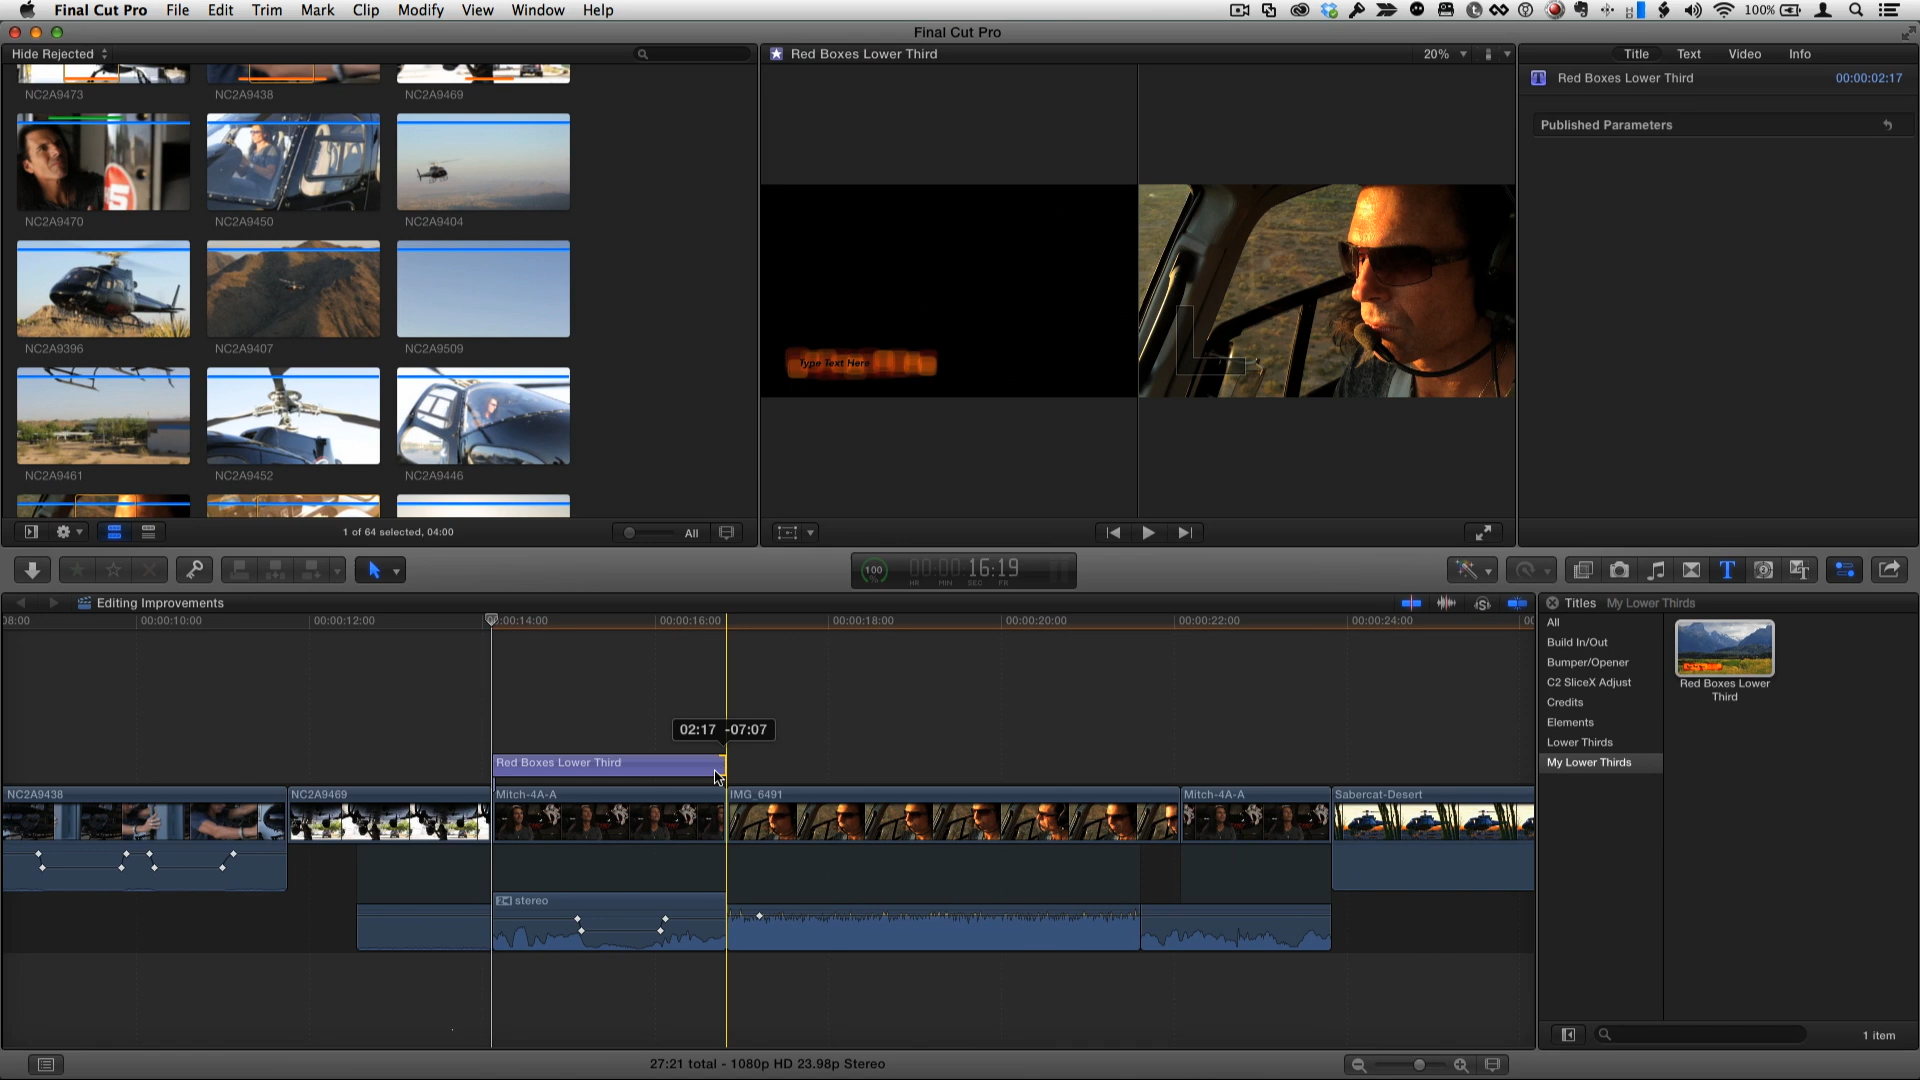 Final Cut Pro File Edit Trim Mark Clip Modify View Window Help 100%
Final Cut Pro
Hide Rejected
Red Boxes Lower Third 20%
Title Text Video Info
Red Boxes Lower Third 00:00:02:17
Published Parameters
NC2A9473 NC2A9438 NC2A9469
NC2A9470 NC2A9450 NC2A9404
NC2A9396 NC2A9407 NC2A9509
NC2A9461 NC2A9452 NC2A9446
Type Text Here
1 of 64 selected, 04:00 All
100 % 00:00:16:19
HR MIN SEC FR
Editing Improvements
08:00 00:00:10:00 00:00:12:00 00:00:14:00 00:00:16:00 00:00:18:00 00:00:20:00 00:00:22:00 00:00:24:00 00
02:17 -07:07
Red Boxes Lower Third
NC2A9438 NC2A9469 Mitch-4A-A IMG_6491 Mitch-4A-A Sabercat-Desert
stereo
Titles My Lower Thirds
All
Build In/Out
Bumper/Opener
C2 SliceX Adjust
Credits
Elements
Lower Thirds
My Lower Thirds
Red Boxes Lower
Third
1 item
27:21 total - 1080p HD 23.98p Stereo